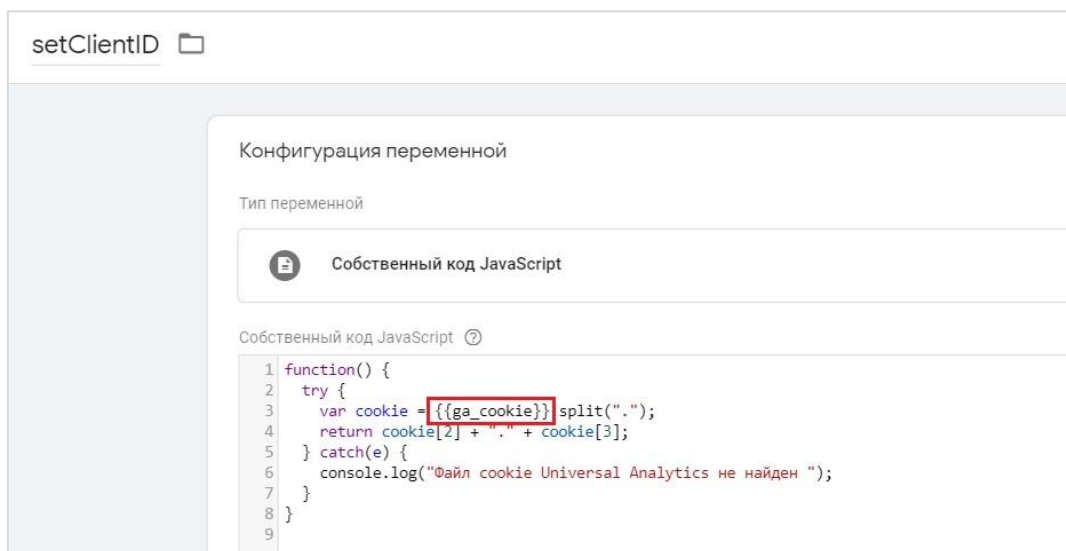 setClientID
Конфигурация переменной
Тип переменной
Собственный код JavaScript
Собственный код JavaScript ?
1 function() {
2 try {
3 var cookie = {{ga_cookie}}.split(".");
4 return cookie[2] + "." + cookie[3];
5 } catch(e) {
6 console.log("Файл cookie Universal Analytics не найден ");
7 }
8 }
9